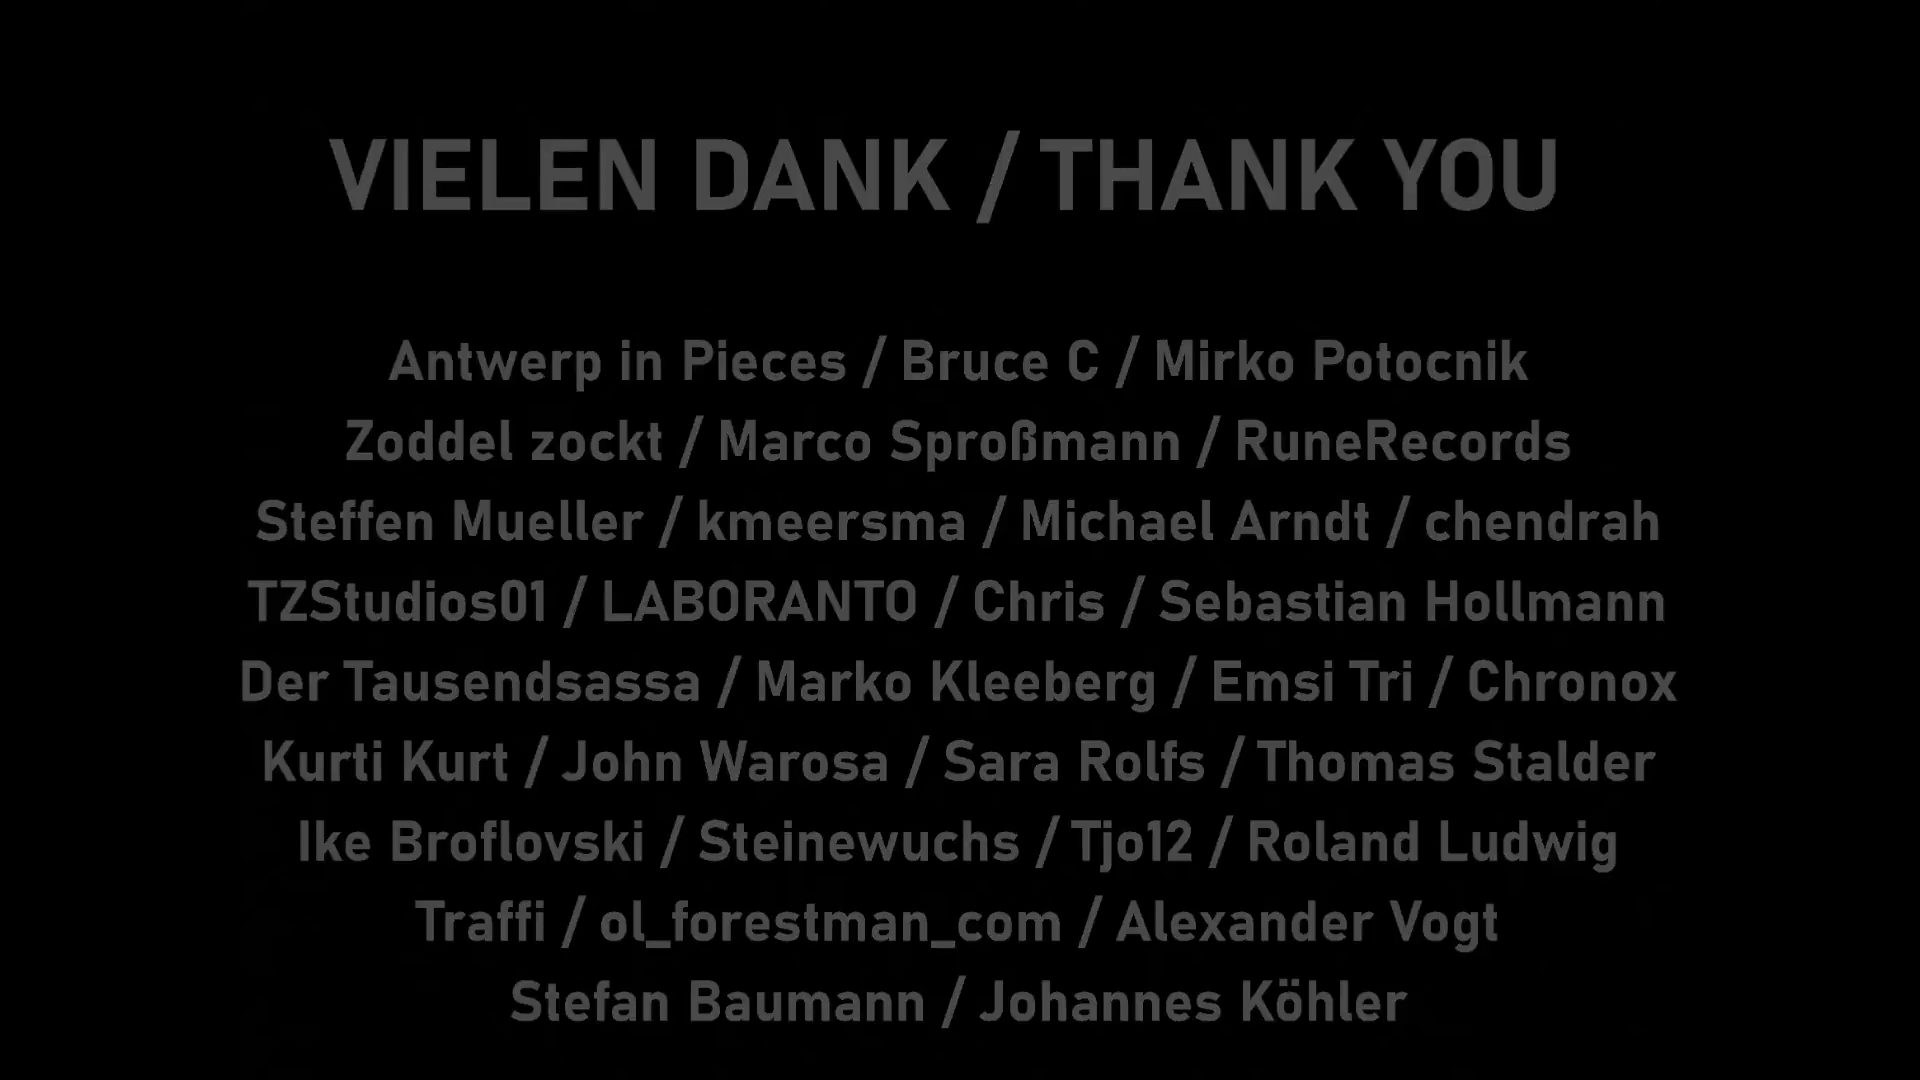 VIELEN DANK / THANK YOU
Antwerp in Pieces / Bruce C / Mirko Potocnik
Zoddel zockt / Marco Sproßmann / RuneRecords
Steffen Mueller / kmeersma / Michael Arndt / chendrah
TZStudios01 / LABORANTO / Chris / Sebastian Hollmann
Der Tausendsassa / Marko Kleeberg / Emsi Tri / Chronox
Kurti Kurt / John Warosa / Sara Rolfs / Thomas Stalder
Ike Broflovski / Steinewuchs / Tjo12 / Roland Ludwig
Traffi / ol_forestman_com / Alexander Vogt
Stefan Baumann / Johannes Köhler